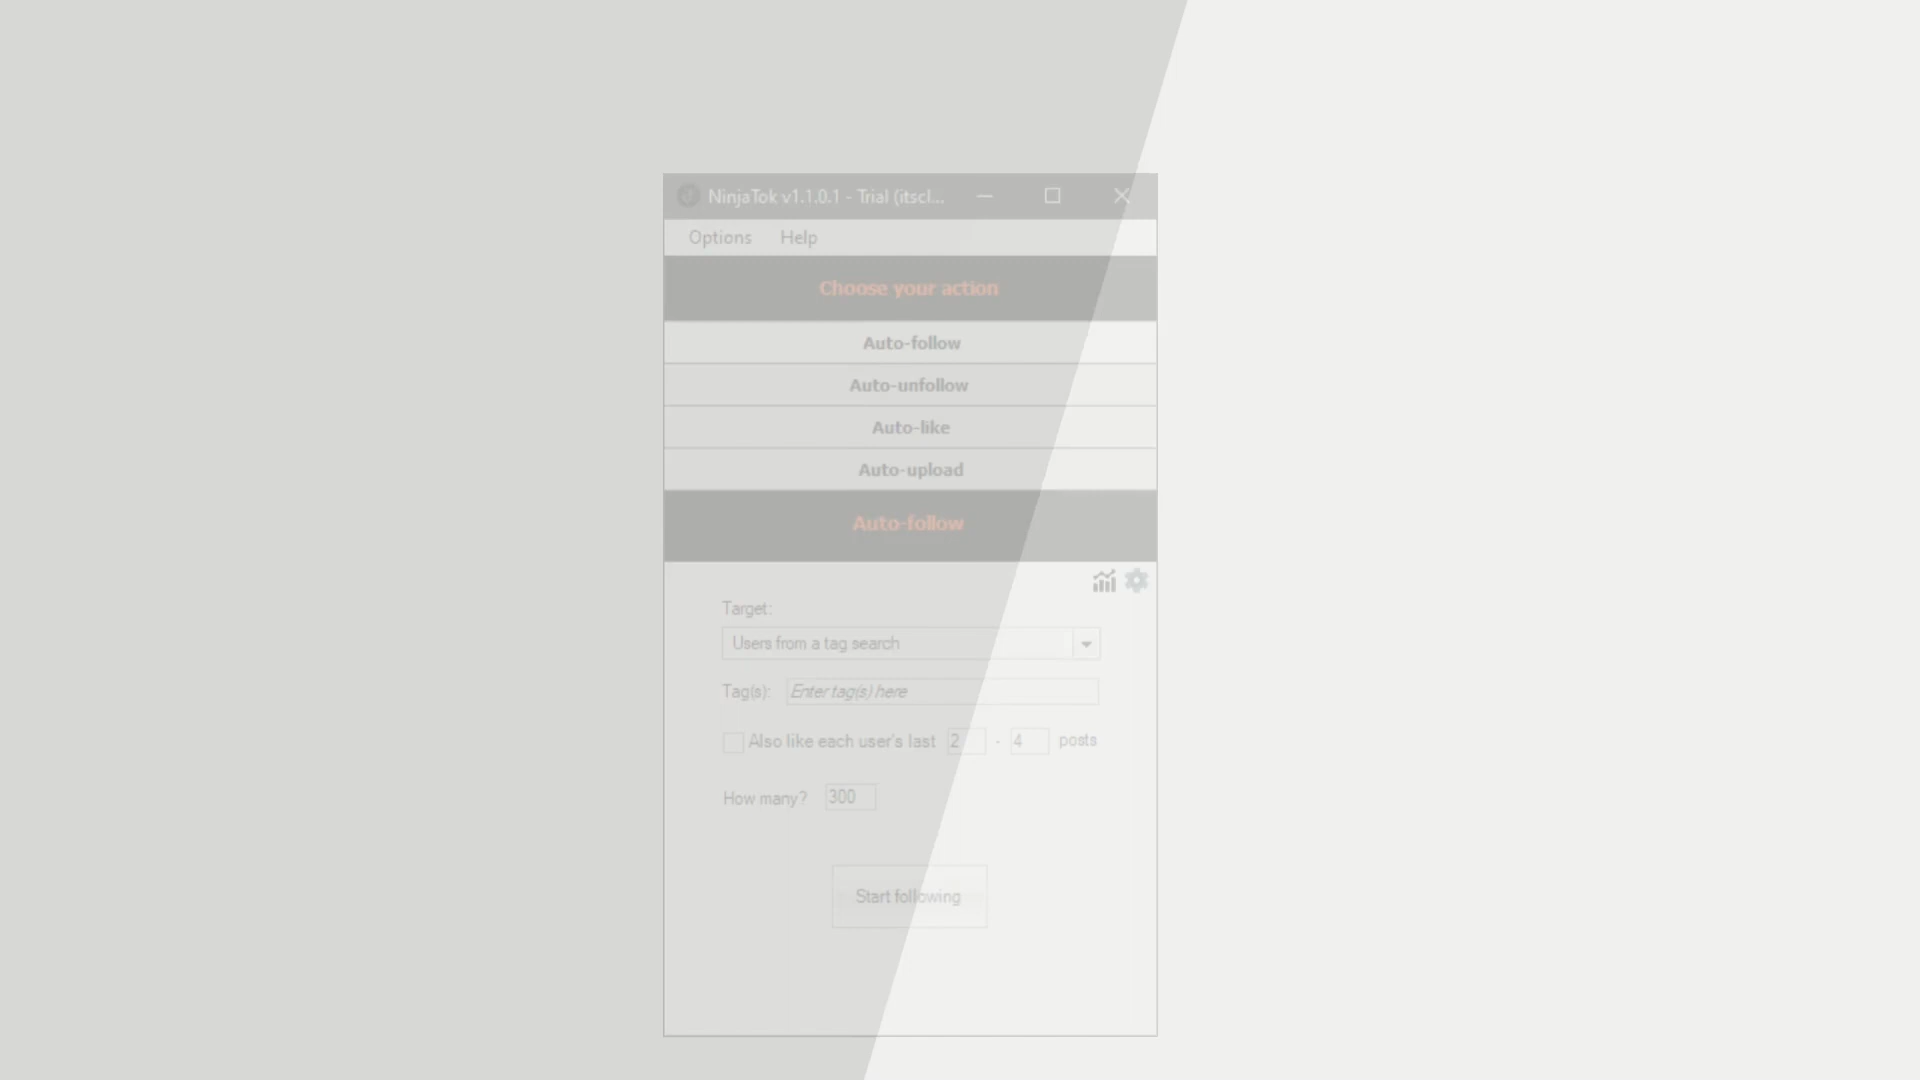 NinjaTok v1.1.0.1 - Trial (itscl...
Options Help
Choose your action
Auto-follow
Auto-unfollow
Auto-like
Auto-upload
Auto-follow
Target:
Users from a tag search
Tag(s): Enter tag(s) here
Also like each user's last 2 - 4 posts
How many? 300
Start following